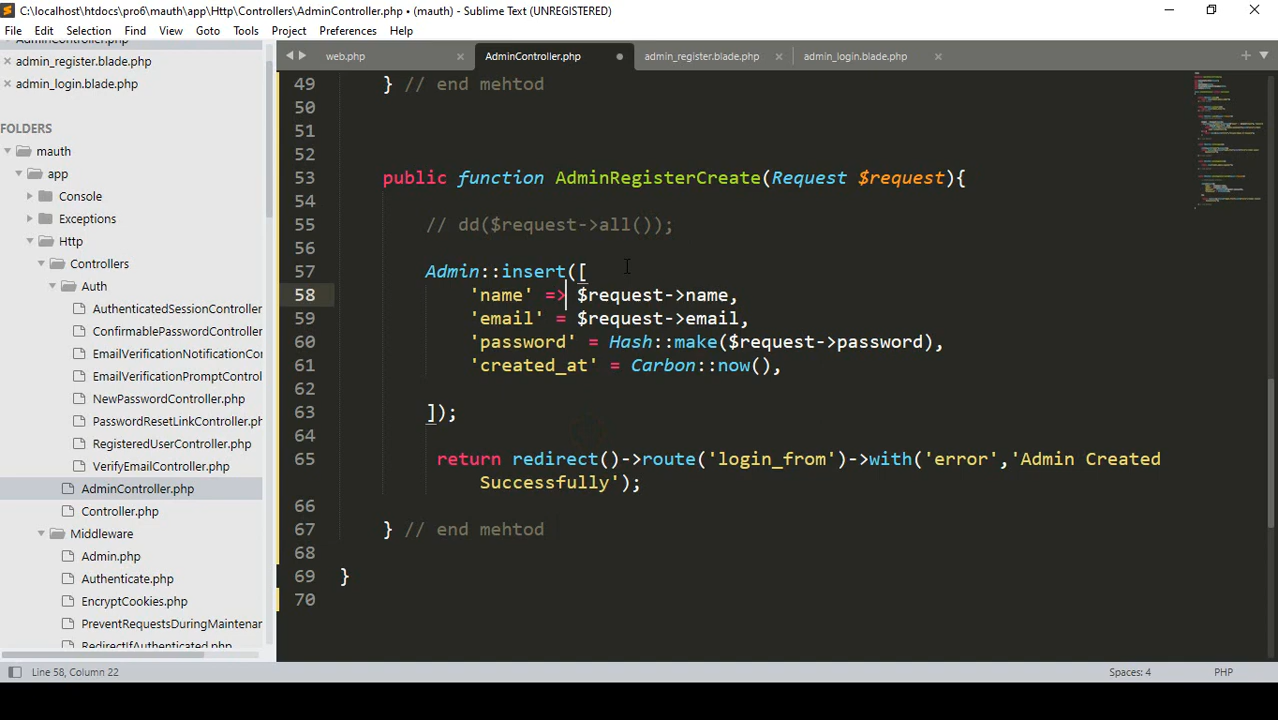 C:\localhost\htdocs\pro6\mauth\app\Http\Controllers\AdminController.php • (mauth) - Sublime Text (UNREGISTERED)
File Edit Selection Find View Goto Tools Project Preferences Help
AdminController.php
admin_register.blade.php
admin_login.blade.php
FOLDERS
mauth
app
Console
Exceptions
Http
Controllers
Auth
AuthenticatedSessionController
ConfirmablePasswordController
EmailVerificationNotificationCo
EmailVerificationPromptControl
NewPasswordController.php
PasswordResetLinkController.ph
RegisteredUserController.php
VerifyEmailController.php
AdminController.php
Controller.php
Middleware
Admin.php
Authenticate.php
EncryptCookies.php
PreventRequestsDuringMaintenar
RedirectIfAuthenticated.php
web.php AdminController.php admin_register.blade.php admin_login.blade.php
49 } // end mehtod
50
51
52
53 public function AdminRegisterCreate(Request $request){
54
55 // dd($request->all());
56
57 Admin::insert([
58 'name' => $request->name,
59 'email' = $request->email,
60 'password' = Hash::make($request->password),
61 'created_at' = Carbon::now(),
62
63 ]);
64
65 return redirect()->route('login_from')->with('error','Admin Created
Successfully');
66
67 } // end mehtod
68
69 }
70
Line 58, Column 22 Spaces: 4 PHP